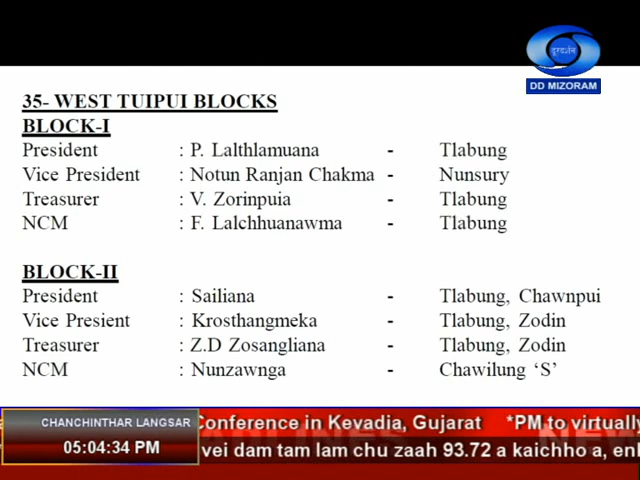 दूरदर्शन
DD MIZORAM
35- WEST TUIPUI BLOCKS
BLOCK-I
President : P. Lalthlamuana - Tlabung
Vice President : Notun Ranjan Chakma - Nunsury
Treasurer : V. Zorinpuia - Tlabung
NCM : F. Lalchhuanawma - Tlabung
BLOCK-II
President : Sailiana - Tlabung, Chawnpui
Vice Presient : Krosthangmeka - Tlabung, Zodin
Treasurer : Z.D Zosangliana - Tlabung, Zodin
NCM : Nunzawnga - Chawilung ‘S’
CHANCHINTHAR LANGSAR
Conference in Kevadia, Gujarat *PM to virtually
05:04:34 PM
vei dam tam lam chu zaah 93.72 a kaichho a, enl